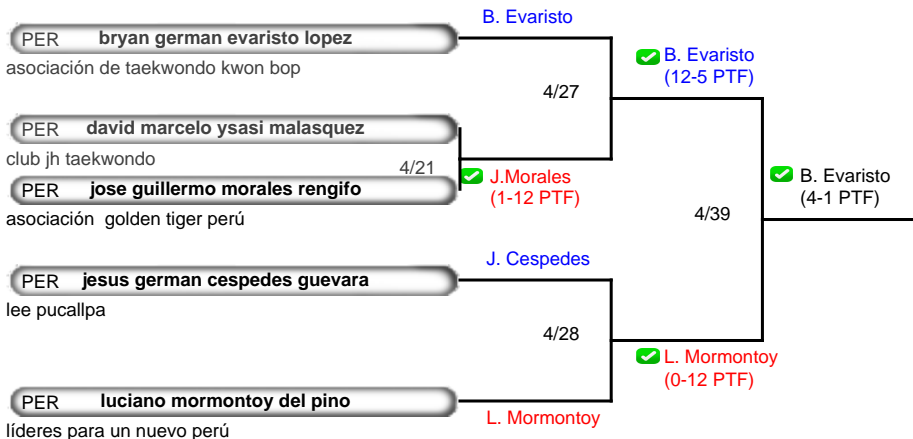 B. Evaristo
PER bryan german evaristo lopez
asociación de taekwondo kwon bop
B. Evaristo
(12-5 PTF)
4/27
PER david marcelo ysasi malasquez
club jh taekwondo
4/21
J.Morales
(1-12 PTF)
PER jose guillermo morales rengifo
asociación golden tiger perú
B. Evaristo
(4-1 PTF)
4/39
J. Cespedes
PER jesus german cespedes guevara
lee pucallpa
4/28
L. Mormontoy
(0-12 PTF)
PER luciano mormontoy del pino
L. Mormontoy
líderes para un nuevo perú